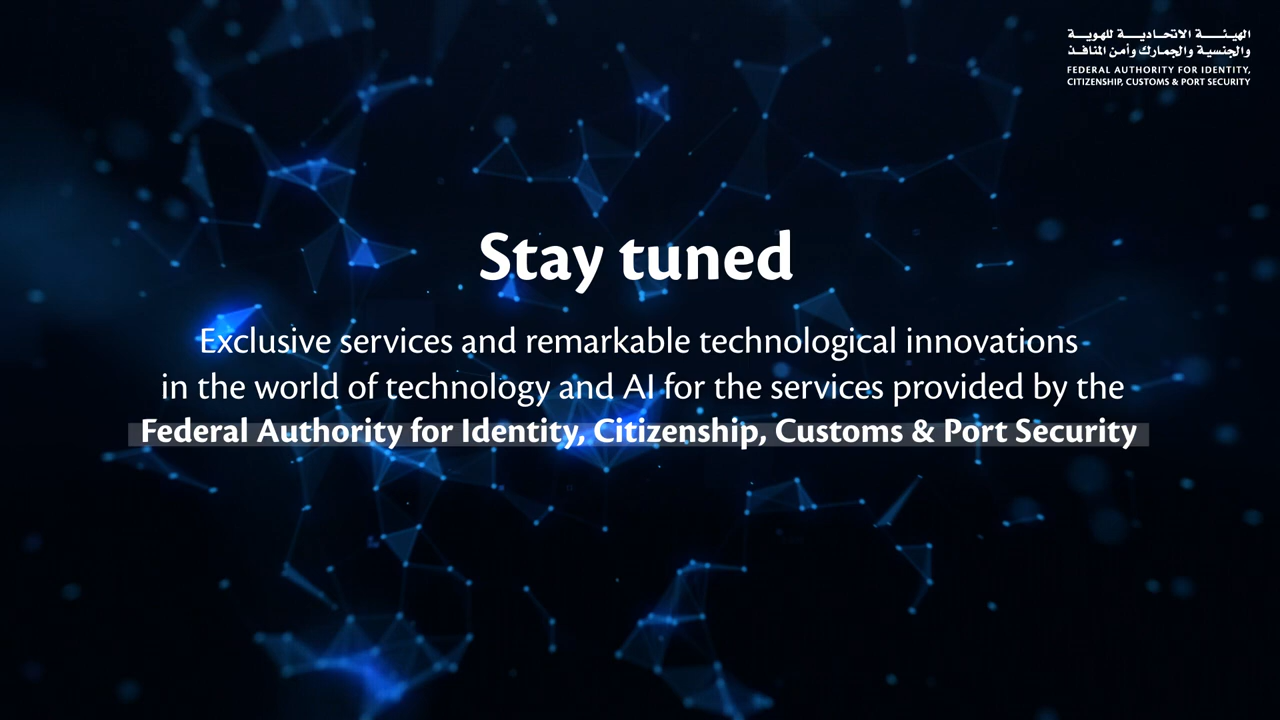 الهيئة الاتحادية للهوية
والجنسية والجمارك وأمن المنافذ
FEDERAL AUTHORITY FOR IDENTITY,
CITIZENSHIP, CUSTOMS & PORT SECURITY
Stay tuned
Exclusive services and remarkable technological innovations
in the world of technology and AI for the services provided by the
Federal Authority for Identity, Citizenship, Customs & Port Security